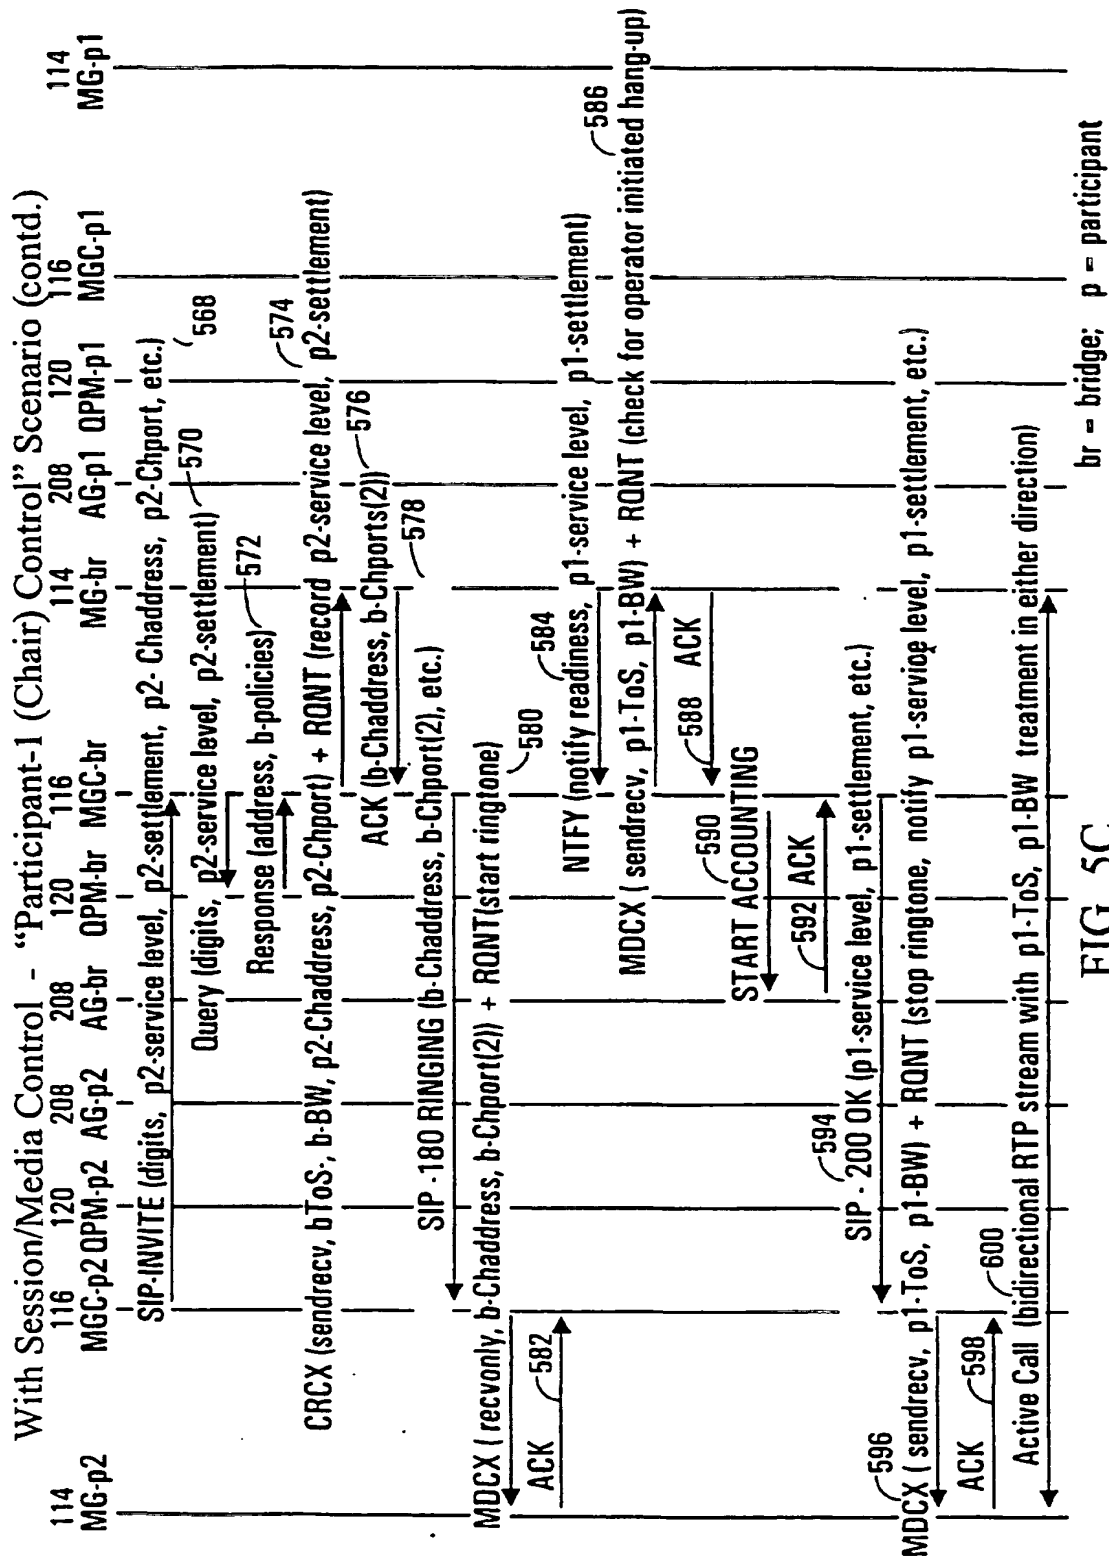 With Session/Media Control - “Participant-1 (Chair) Control” Scenario (contd.)
114 116 120 208 208 120 116 114 208 120 116 114
MG-p2 MGC-p2 QPM-p2 AG-p2 AG-br QPM-br MGC-br MG-br AG-p1 QPM-p1 MGC-p1 MG-p1
SIP-INVITE (digits, p2-service level, p2-settlement, p2- Chaddress, p2-Chport, etc.)
568
Query (digits, p2-service level, p2-settlement)
570
Response (address, b-policies)
572
CRCX (sendrecv, bToS-, b-BW, p2-Chaddress, p2-Chport) + RQNT (record p2-service level, p2-settlement)
574
ACK (b-Chaddress, b-Chports(2))
576
578
SIP - 180 RINGING (b-Chaddress, b-Chport(2), etc.)
MDCX (recvonly, b-Chaddress, b-Chport(2)) + RQNT(start ringtone)
580
ACK
582
NTFY (notify readiness, p1-service level, p1-settlement)
584
MDCX ( sendrecv, p1-ToS, p1-BW) + RQNT (check for operator initiated hang-up)
586
588 ACK
590
START ACCOUNTING
592 ACK
594
SIP - 200 OK (p1-service level, p1-settlement, etc.)
596
MDCX ( sendrecv, p1-ToS, p1-BW) + RQNT (stop ringtone, notify p1-service level, p1-settlement, etc.
ACK
598
600
Active Call (bidirectional RTP stream with p1-ToS, p1-BW treatment in either direction)
br = bridge; p = participant
FIG. 5C